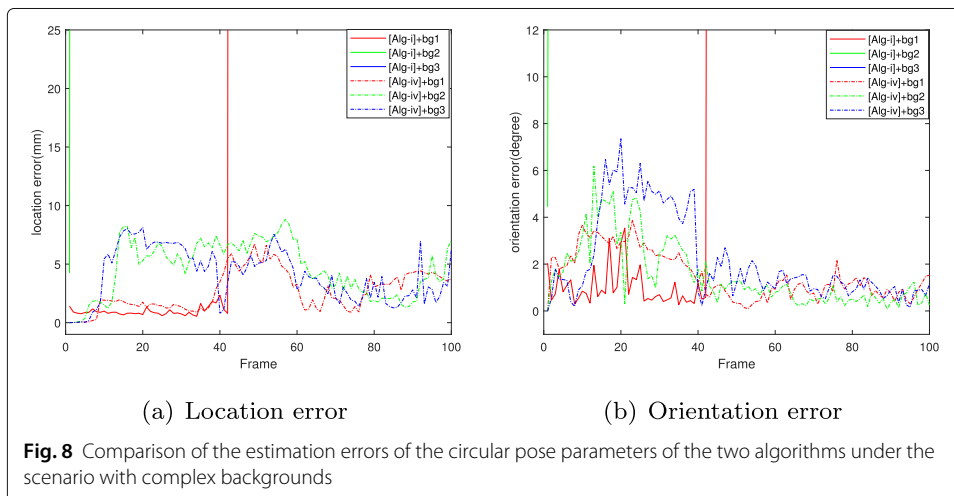 25
20
15
10
5
0
location error(mm)
0 20 40 60 80 100
Frame
[Alg-i]+bg1
[Alg-i]+bg2
[Alg-i]+bg3
[Alg-iv]+bg1
[Alg-iv]+bg2
[Alg-iv]+bg3
(a) Location error
12
10
8
6
4
2
0
orientation error(degree)
0 20 40 60 80 100
Frame
[Alg-i]+bg1
[Alg-i]+bg2
[Alg-i]+bg3
[Alg-iv]+bg1
[Alg-iv]+bg2
[Alg-iv]+bg3
(b) Orientation error
Fig. 8 Comparison of the estimation errors of the circular pose parameters of the two algorithms under the
scenario with complex backgrounds